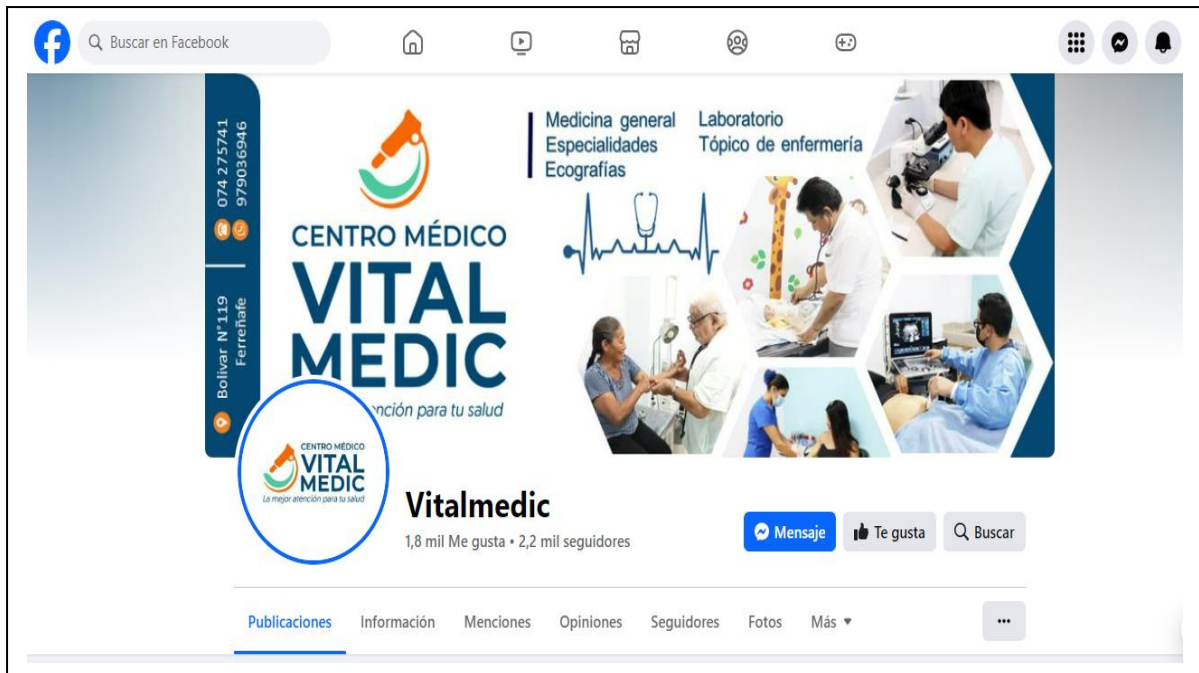 Buscar en Facebook
074 275741
979036946
Bolivar N°119
Ferreñafe
CENTRO MÉDICO
VITAL
MEDIC
nción para tu salud
Medicina general
Especialidades
Ecografías
Laboratorio
Tópico de enfermería
CENTRO MÉDICO
VITAL
MEDIC
La mejor atención para tu salud
Vitalmedic
1,8 mil Me gusta • 2,2 mil seguidores
Mensaje
Te gusta
Buscar
Publicaciones
Información
Menciones
Opiniones
Seguidores
Fotos
Más